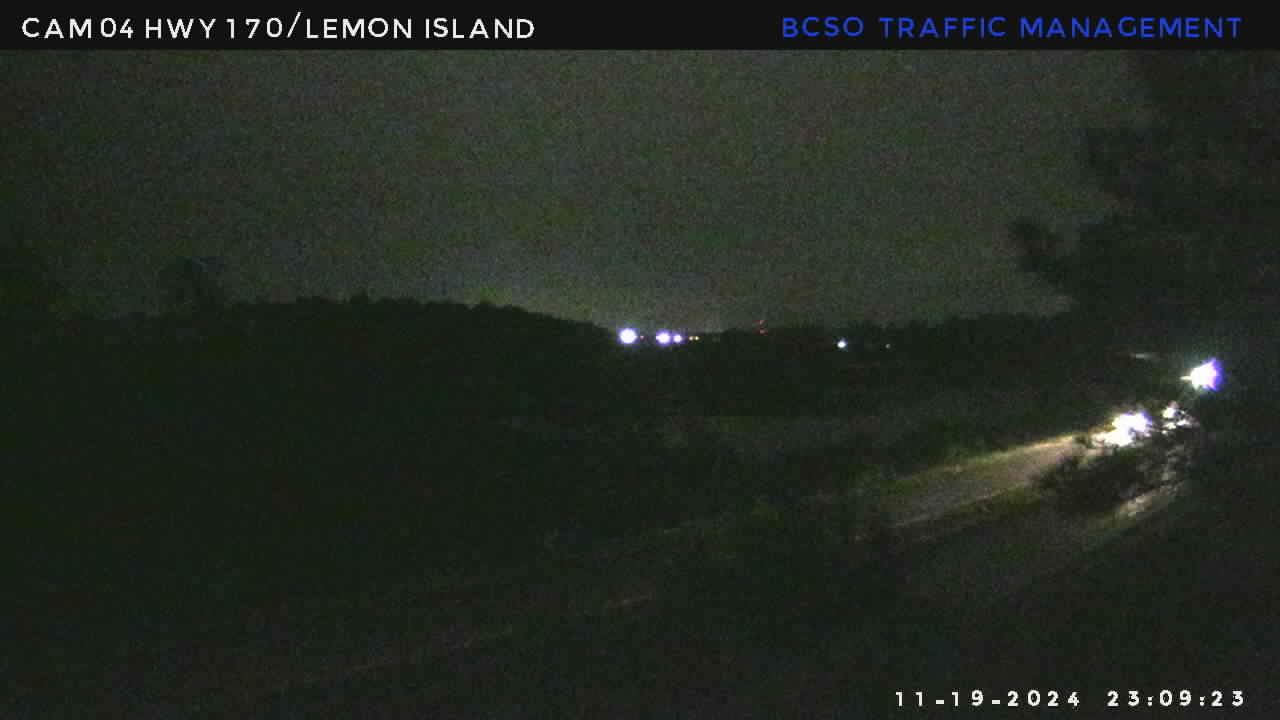 CAM04 HWY 170/LEMON ISLAND
BCSO TRAFFIC MANAGEMENT
11-19-2024 23:09:23